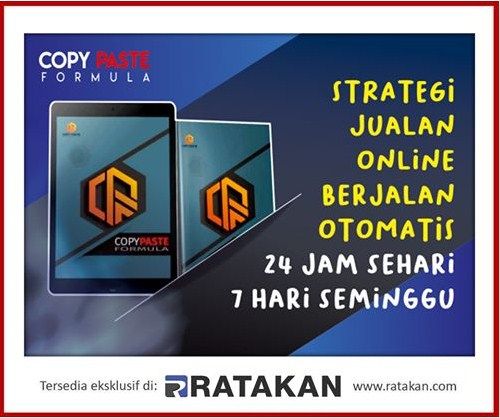 COPY PASTE
FORMULA
STRATEGI
JUALAN
ONLINE
BERJALAN
OTOMATIS
24 JAM SEHARI
7 HARI SEMINGGU
COPYPASTE
FORMULA
Tersedia eksklusif di: RATAKAN www.ratakan.com